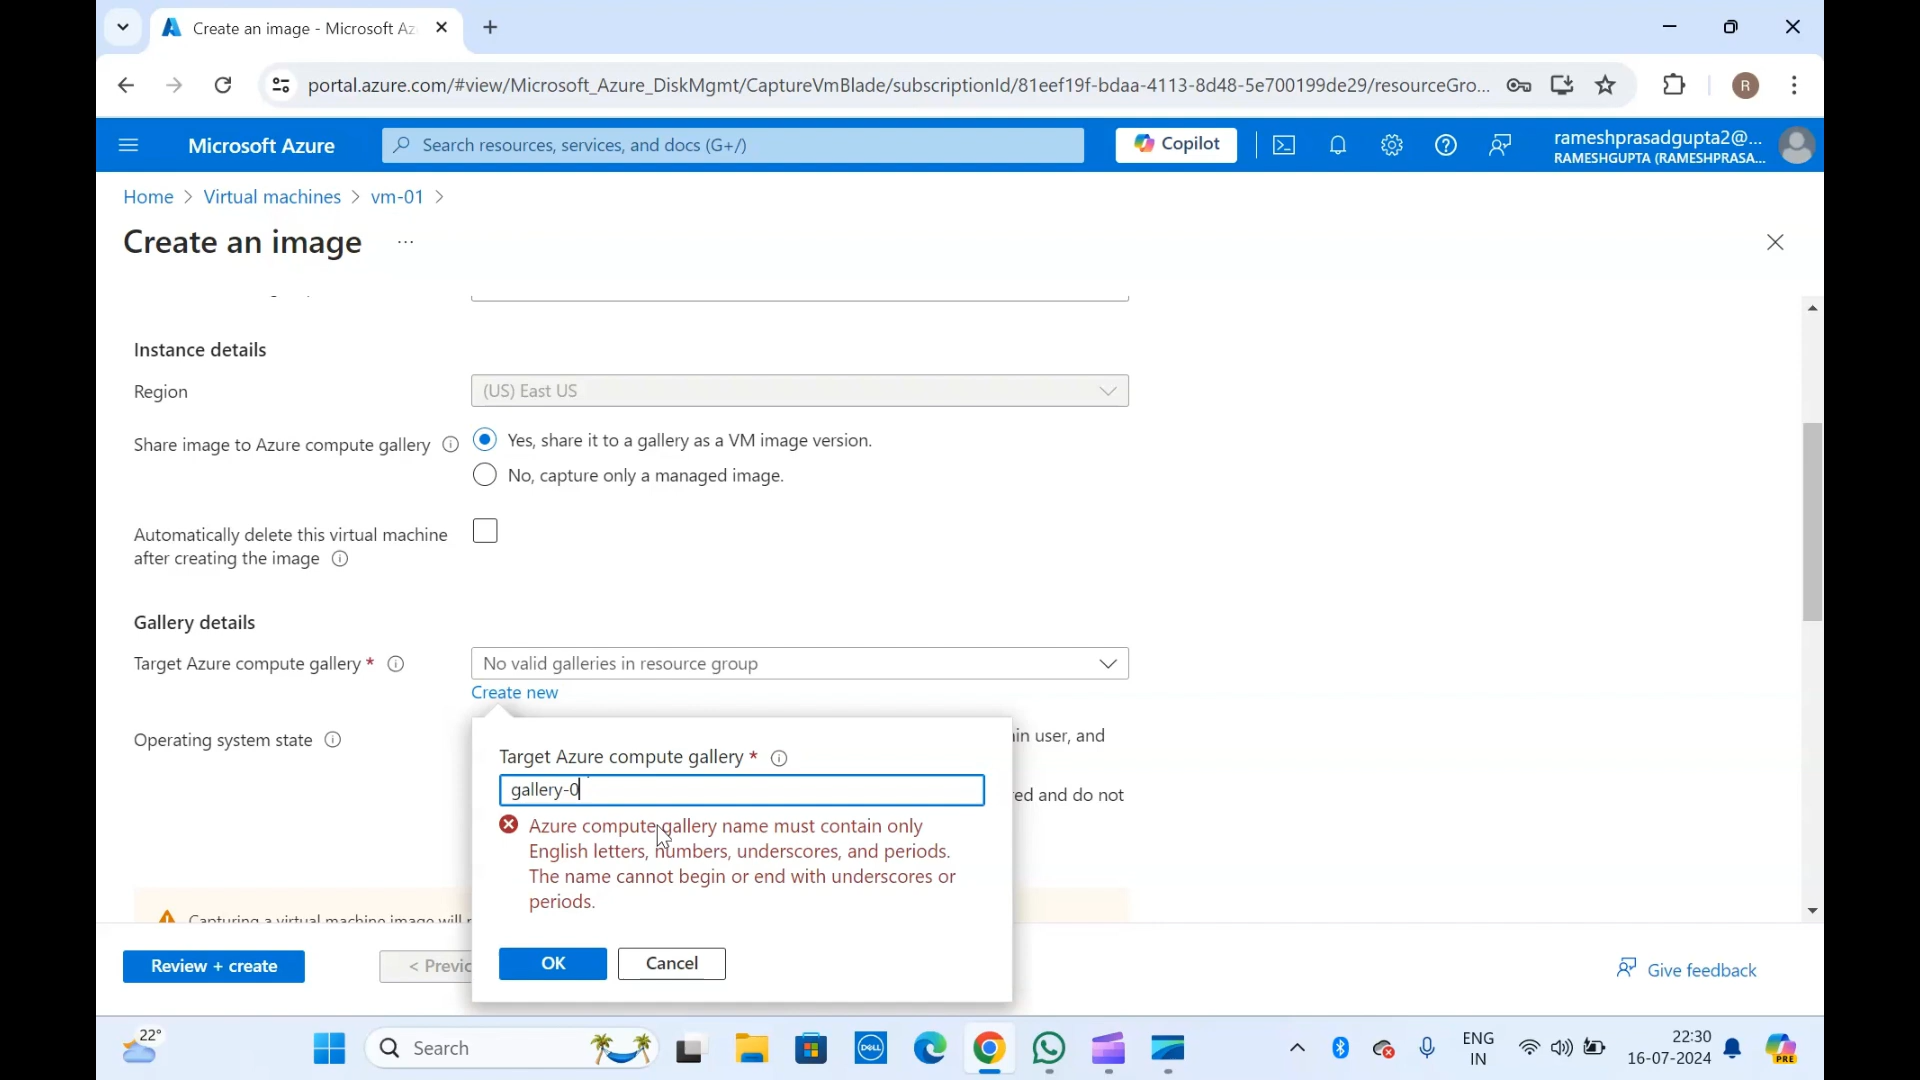 Create an image - Microsoft Az
portal.azure.com/#view/Microsoft_Azure_DiskMgmt/CaptureVmBlade/subscriptionId/81eef19f-bdaa-4113-8d48-5e700199de29/resourceGro...
R
Microsoft Azure
Search resources, services, and docs (G+/)
Copilot
rameshprasadgupta2@...
RAMESHGUPTA (RAMESHPRASA...
Home > Virtual machines > vm-01 >
Create an image ...
Instance details
Region
(US) East US
Share image to Azure compute gallery
Yes, share it to a gallery as a VM image version.
No, capture only a managed image.
Automatically delete this virtual machine
after creating the image
Gallery details
Target Azure compute gallery *
No valid galleries in resource group
Create new
Operating system state
in user, and
ed and do not
Target Azure compute gallery *
gallery-0
Azure compute gallery name must contain only
English letters, numbers, underscores, and periods.
The name cannot begin or end with underscores or
periods.
Capturing a virtual machine image will
OK
Cancel
Review + create
< Previ
Give feedback
22°
Search
DELL
ENG
IN
22:30
16-07-2024
PRE